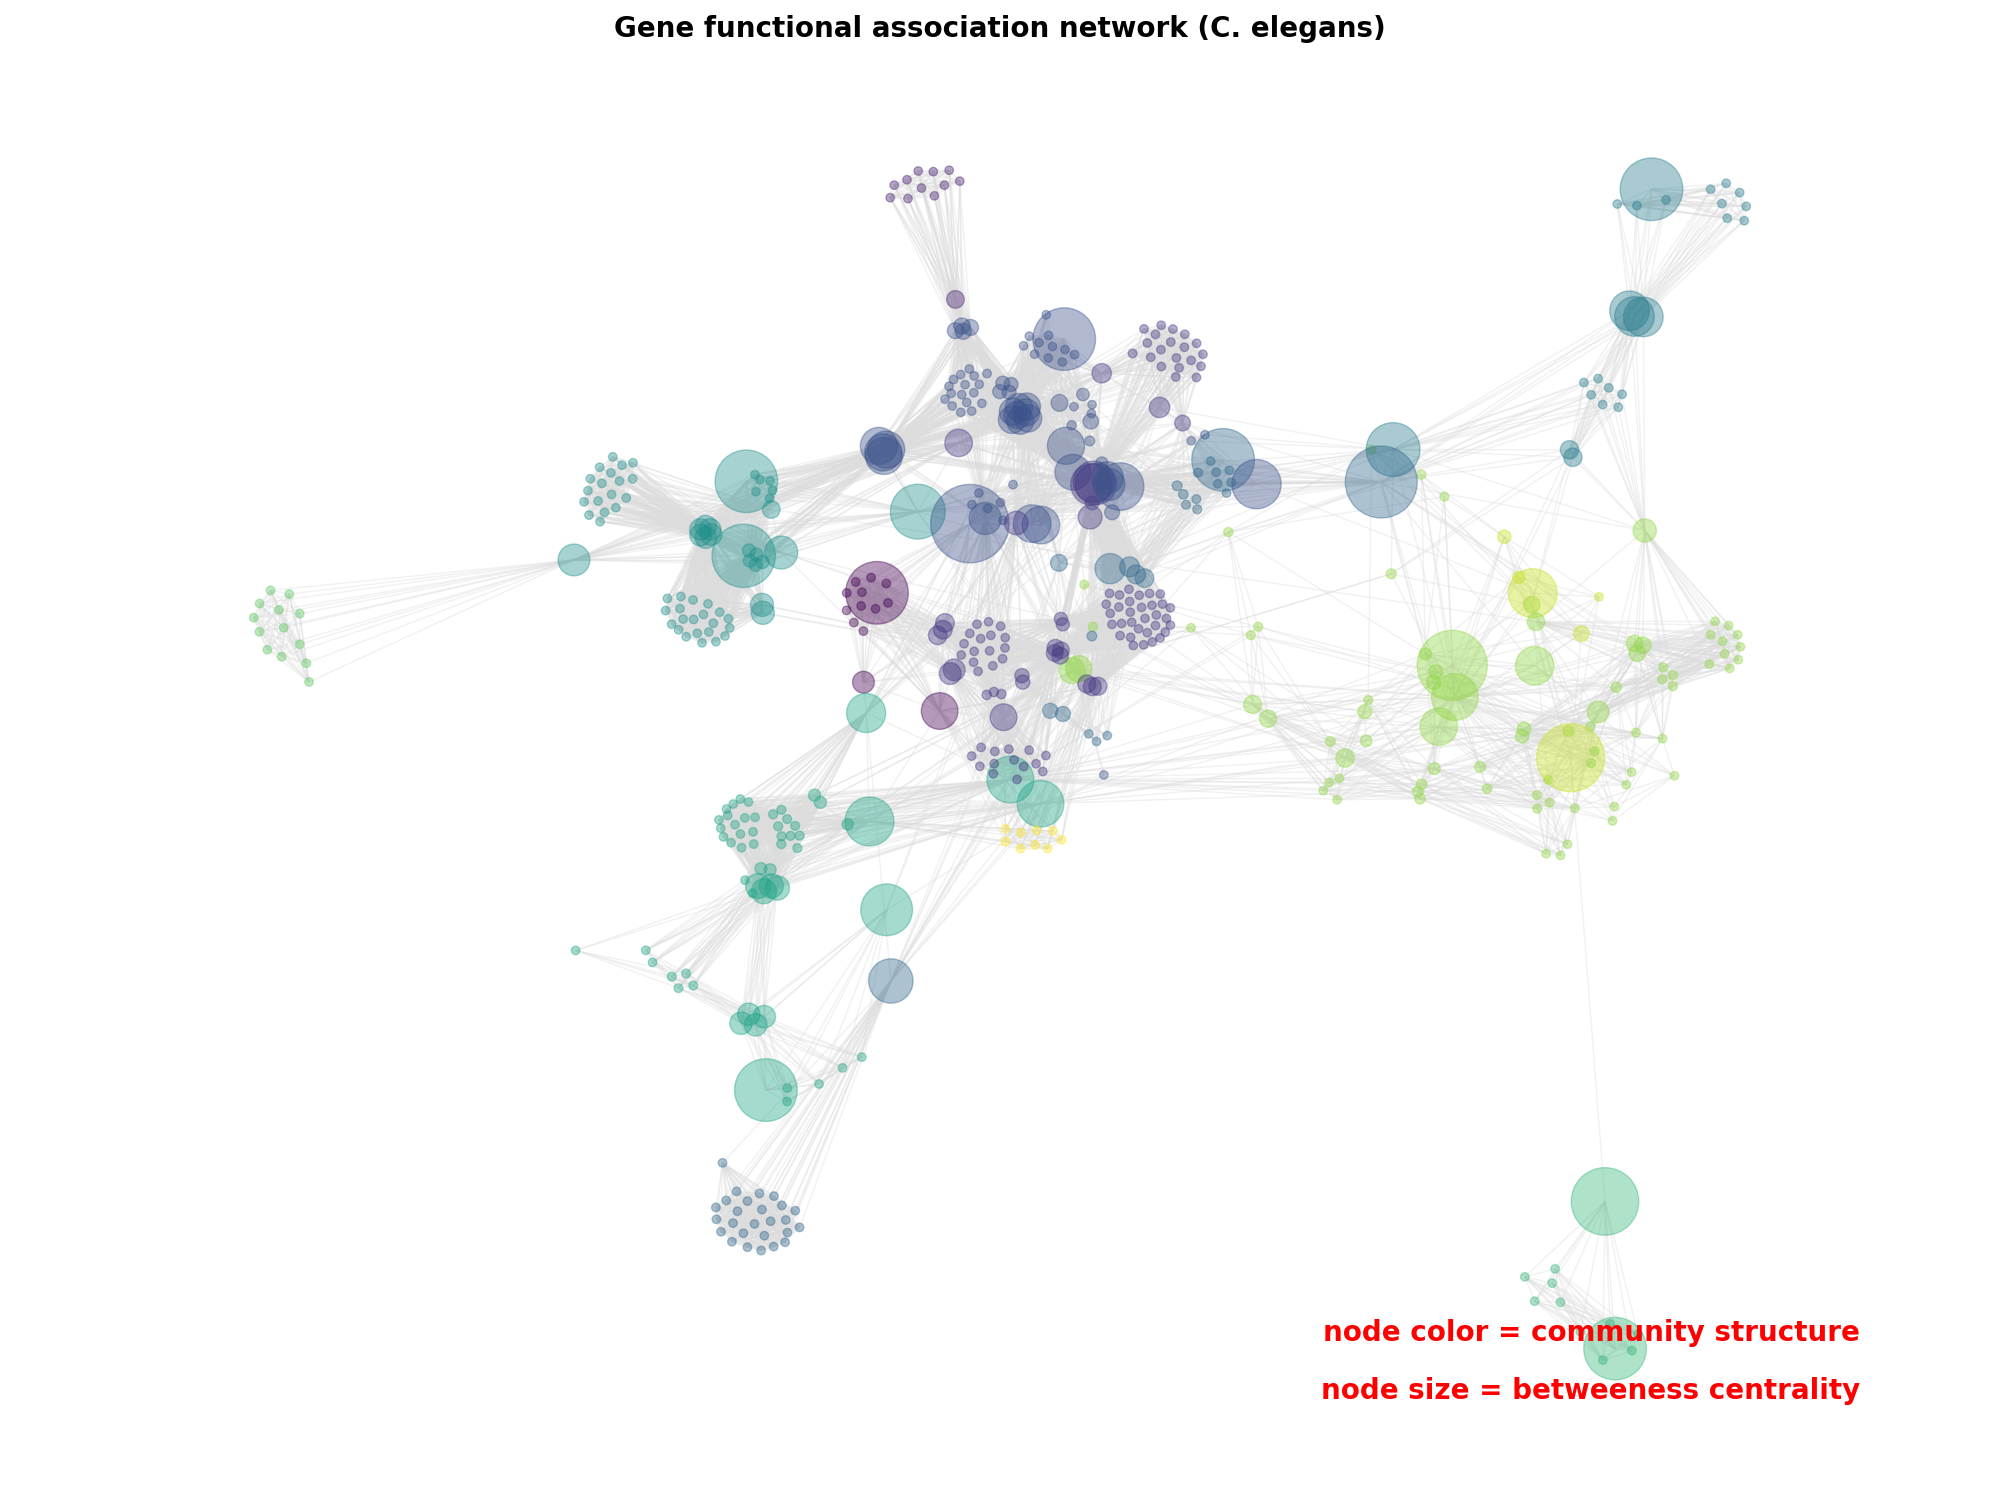 Gene functional association network (C. elegans)
node color = community structure
node size = betweeness centrality